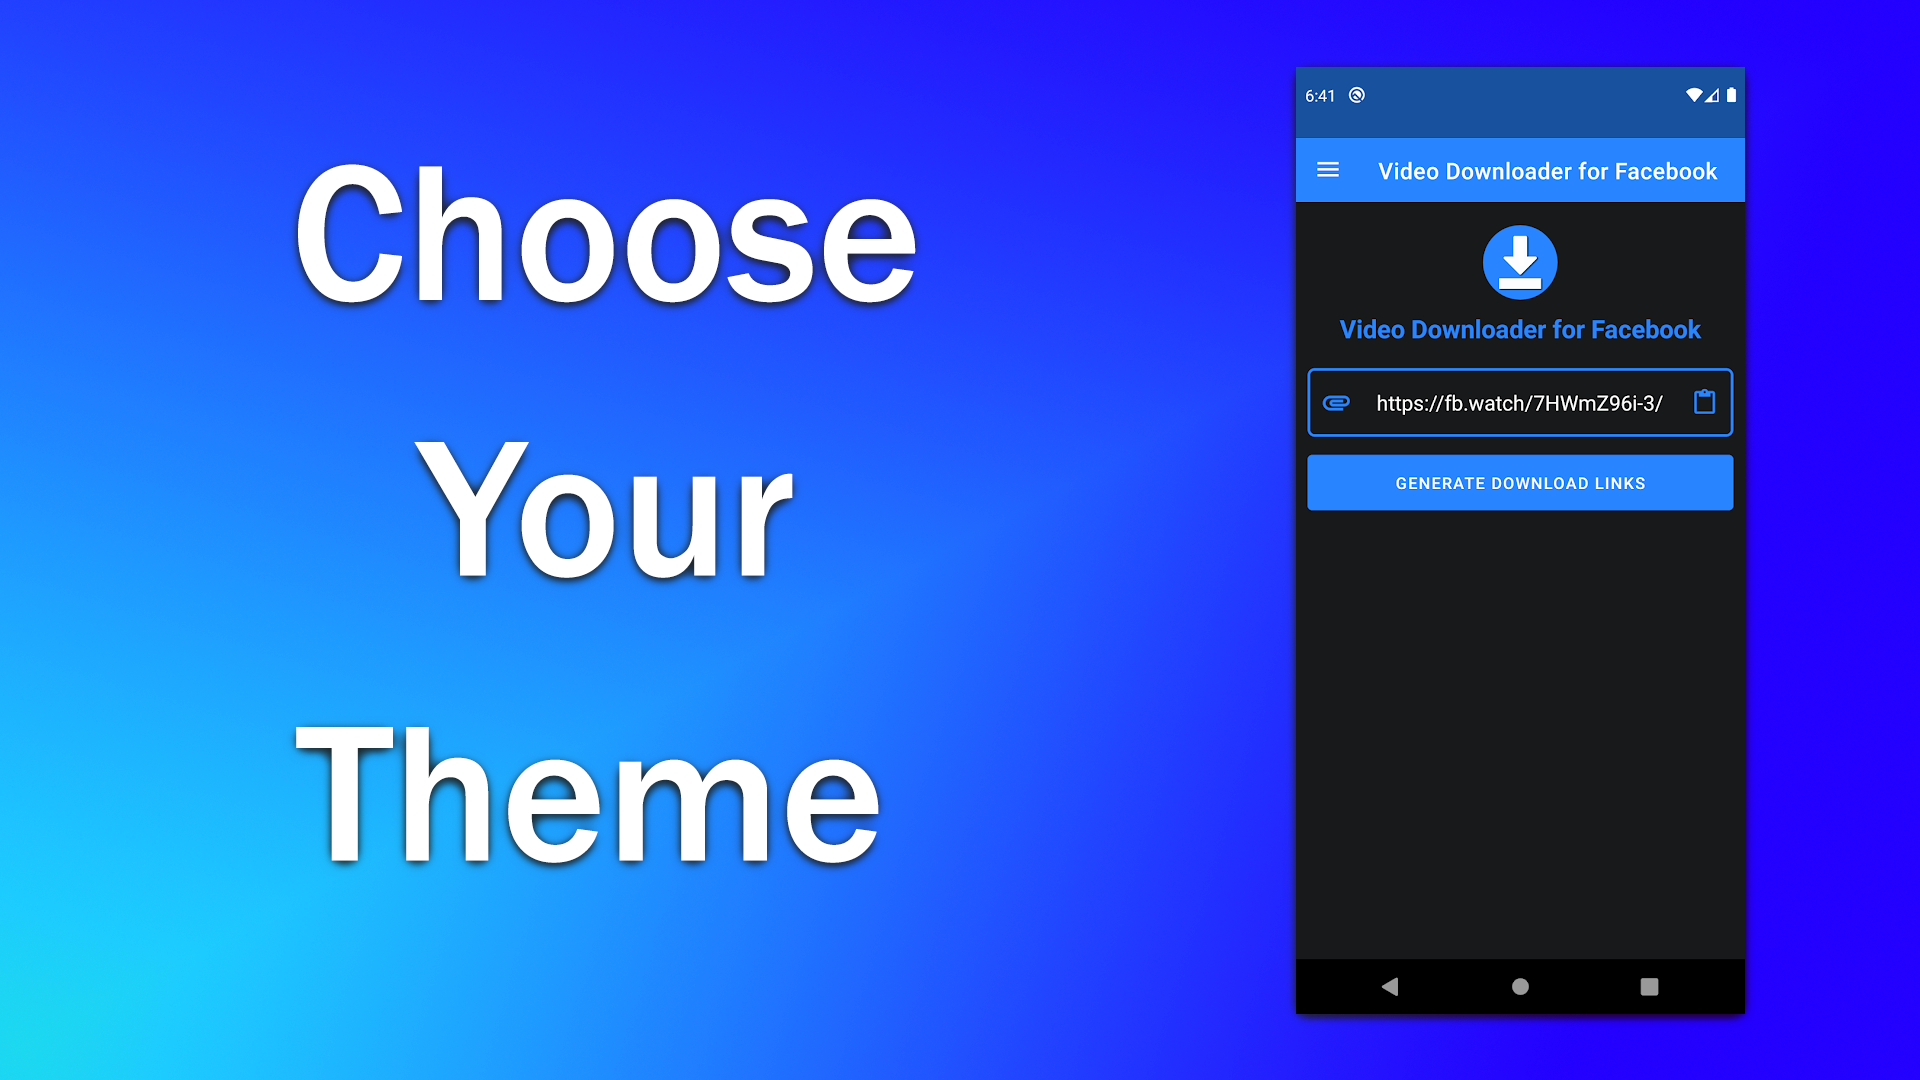 Choose
Your
Theme
6:41
Video Downloader for Facebook
Video Downloader for Facebook
https://fb.watch/7HWmZ96i-3/
GENERATE DOWNLOAD LINKS